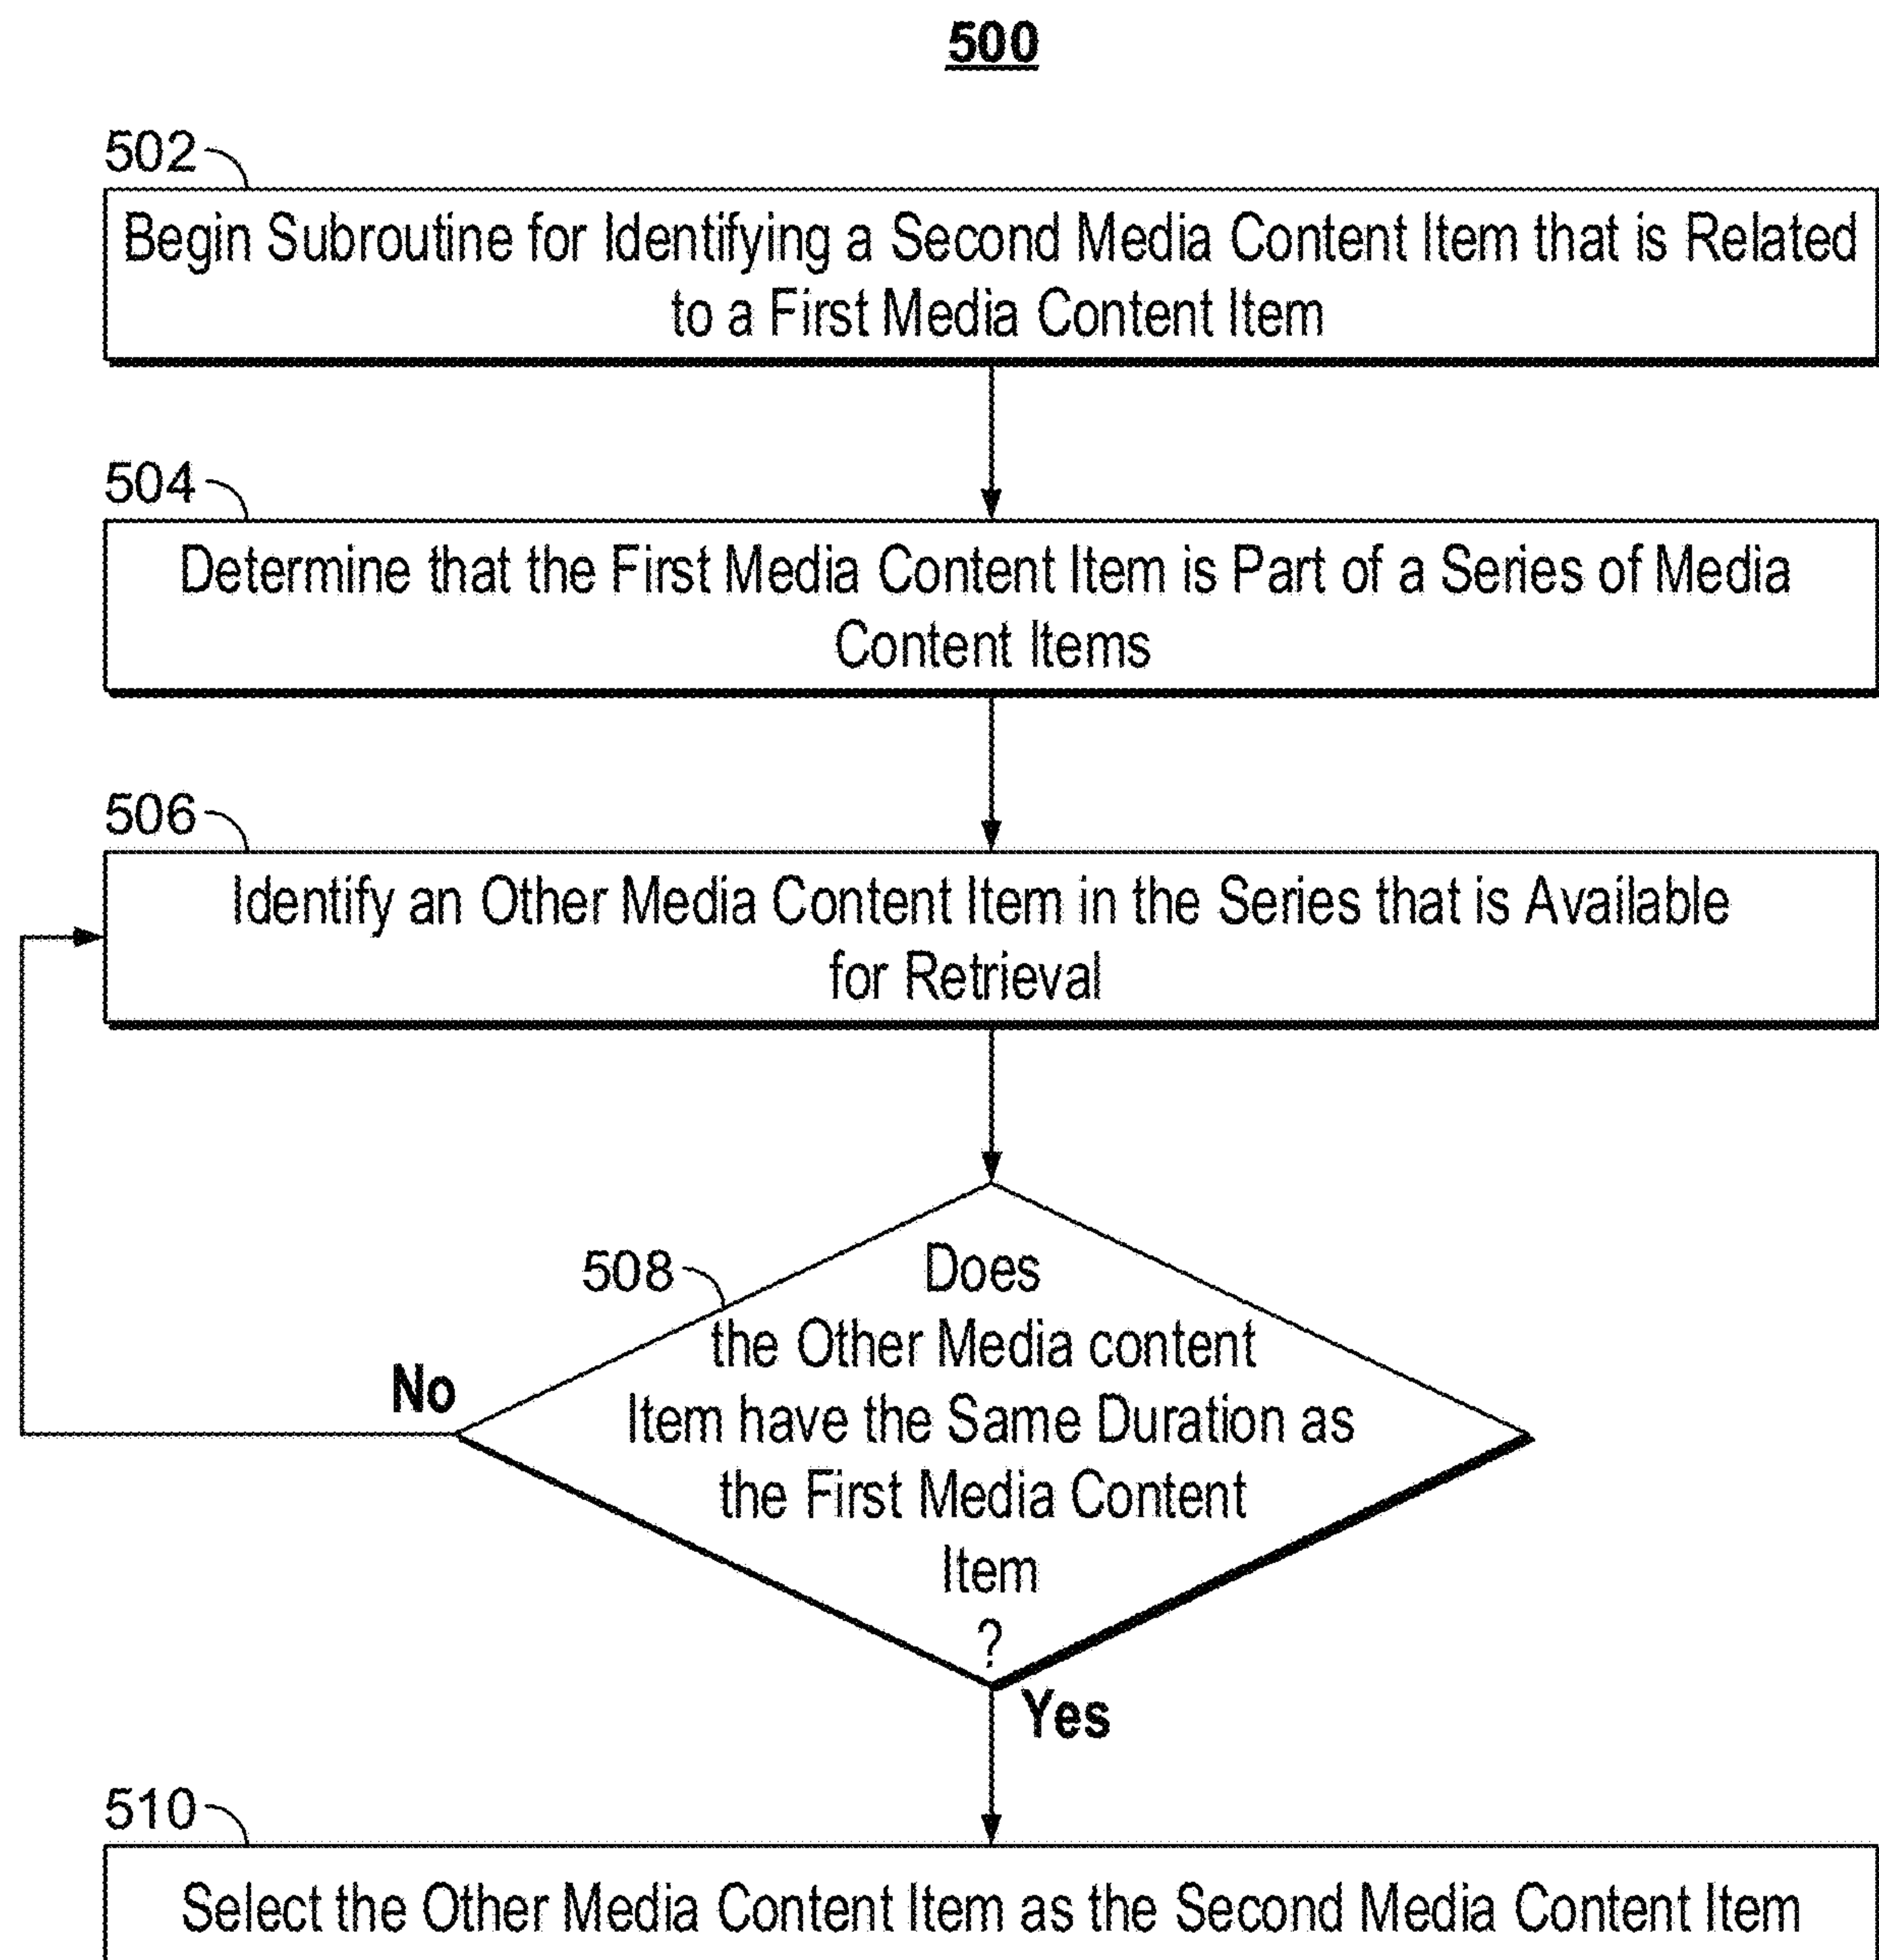 500
502
Begin Subroutine for Identifying a Second Media Content Item that is Related
to a First Media Content Item
504
Determine that the First Media Content Item is Part of a Series of Media
Content Items
506
Identify an Other Media Content Item in the Series that is Available
for Retrieval
508
Does
the Other Media content
Item have the Same Duration as
the First Media Content
Item
?
No
Yes
510
Select the Other Media Content Item as the Second Media Content Item